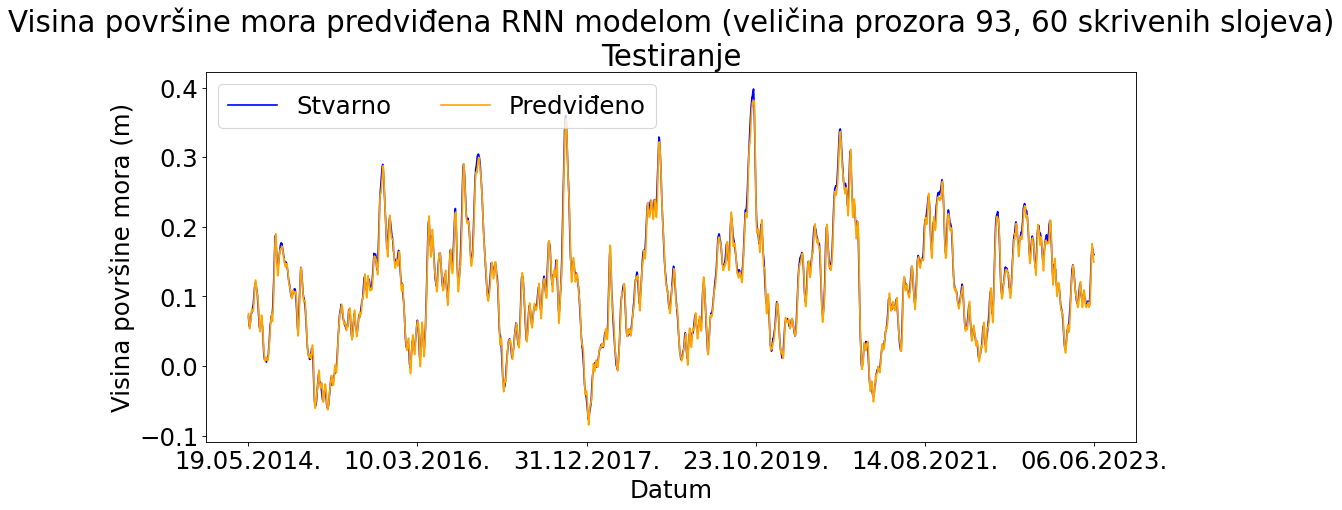 Visina površine mora predviđena RNN modelom (veličina prozora 93, 60 skrivenih slojeva)
Testiranje
Stvarno
Predviđeno
Visina površine mora (m)
0.4
0.3
0.2
0.1
0.0
−0.1
19.05.2014.
10.03.2016.
31.12.2017.
23.10.2019.
14.08.2021.
06.06.2023.
Datum